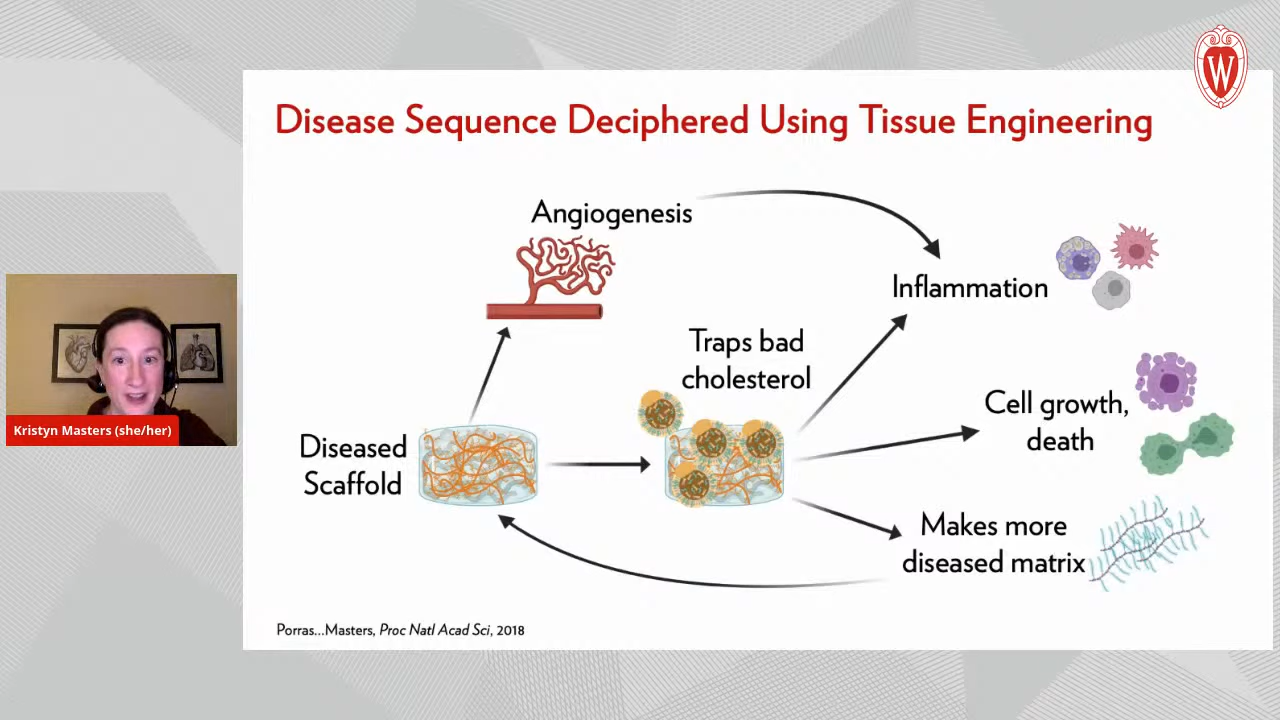 W
Disease Sequence Deciphered Using Tissue Engineering
Angiogenesis
Inflammation
Traps bad
cholesterol
Cell growth,
death
Diseased
Scaffold
Makes more
diseased matrix
Kristyn Masters (she/her)
Porras...Masters, Proc Natl Acad Sci, 2018